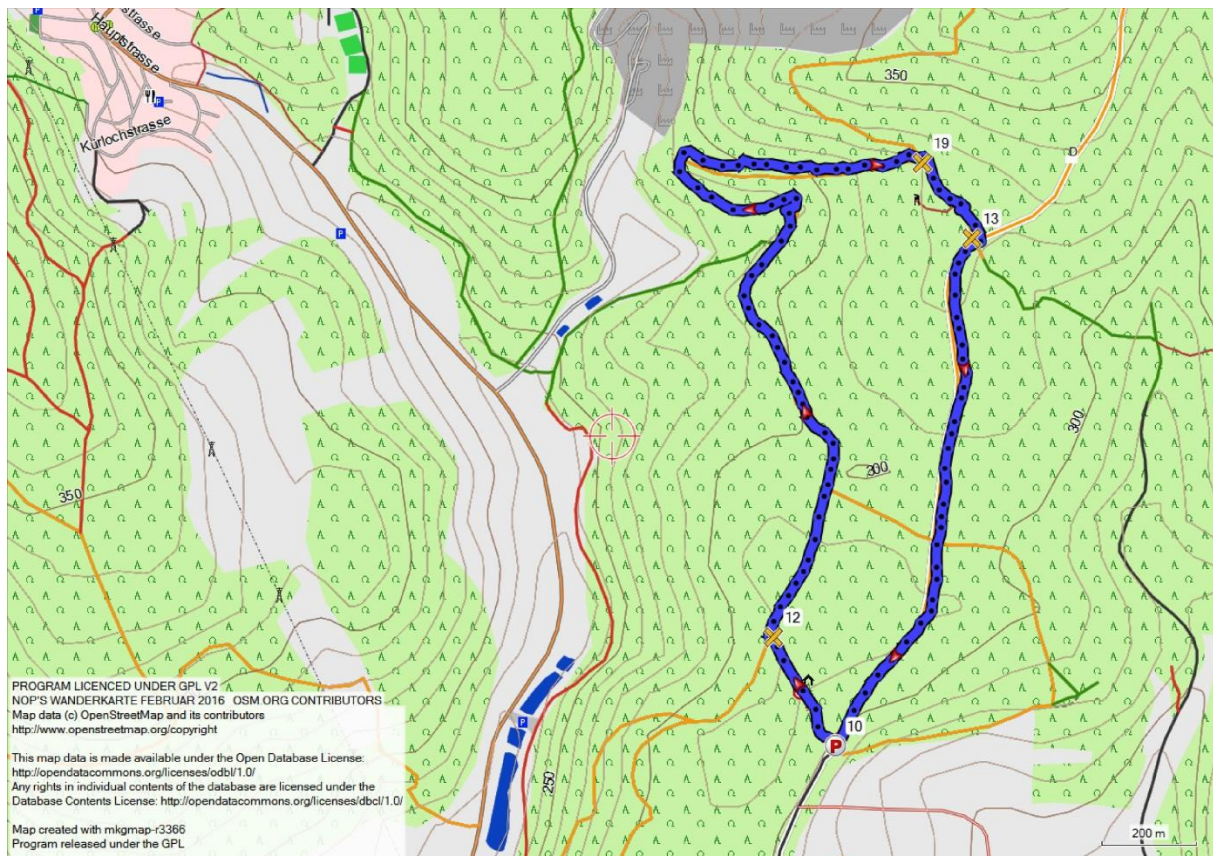 strasse
Hauptstrasse
Kürlochstrasse
350
19
D
13
300
300
350
12
10
250
200 m
PROGRAM LICENCED UNDER GPL V2
NOP'S WANDERKARTE FEBRUAR 2016 OSM.ORG CONTRIBUTORS
Map data (c) OpenStreetMap and its contributors
http://www.openstreetmap.org/copyright
This map data is made available under the Open Database License:
http://opendatacommons.org/licenses/odbl/1.0/
Any rights in individual contents of the database are licensed under the
Database Contents License: http://opendatacommons.org/licenses/dbcl/1.0/
Map created with mkgmap-r3366
Program released under the GPL
P
P
P
P
P